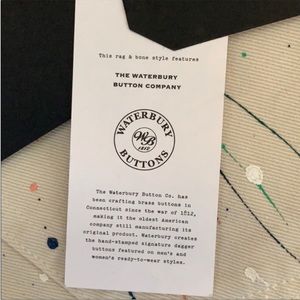 This rag & bone style features
THE WATERBURY
BUTTON COMPANY
WATERBURY
WB
1812
BUTTONS
The Waterbury Button Co. has
been crafting brass buttons in
Connecticut since the war of 1812,
making it the oldest American
company still manufacturing its
original product. Waterbury creates
the hand-stamped signature dagger
buttons featured on men's and
women's ready-to-wear styles.